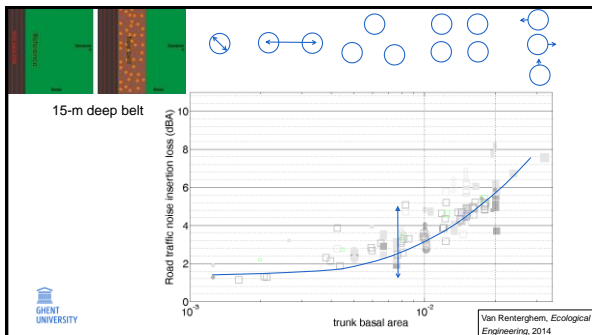 Reference
15-m deep belt
Road traffic noise insertion loss (dBA)
10
8
6
4
2
0
10-3
10-2
trunk basal area
GHENT
UNIVERSITY
Van Renterghem, Ecological
Engineering, 2014